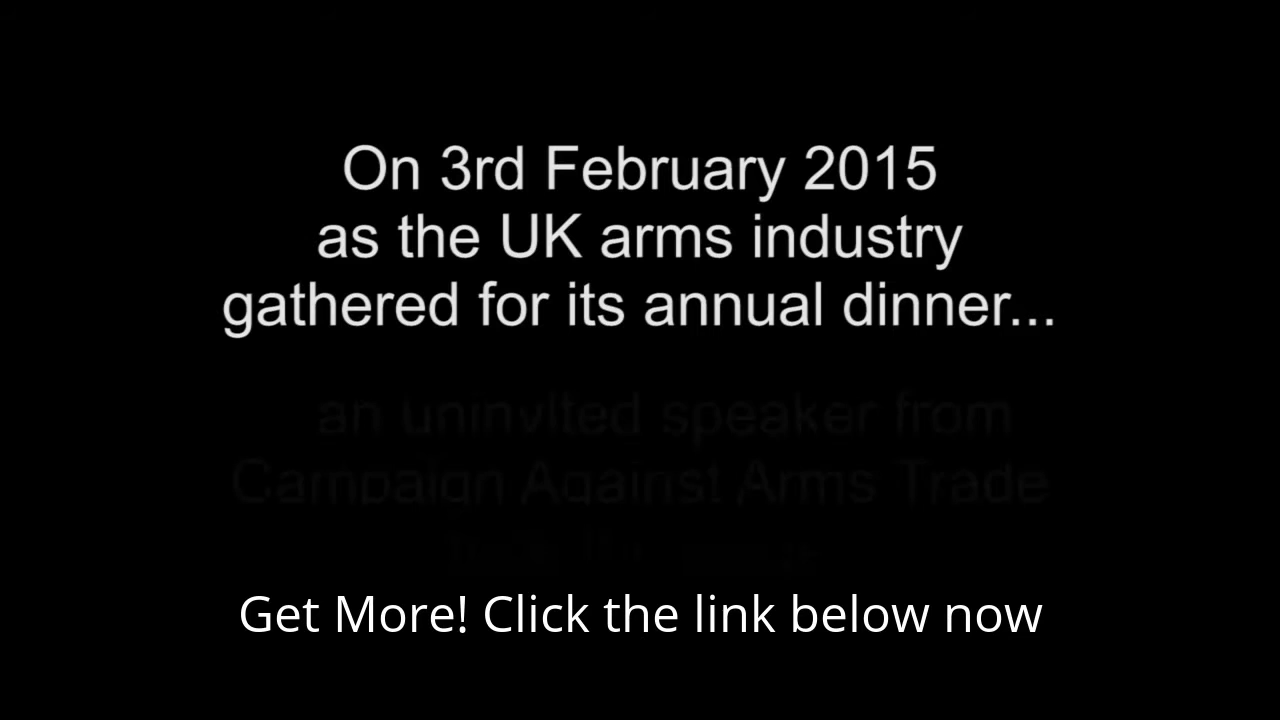 On 3rd February 2015
as the UK arms industry
gathered for its annual dinner...
an uninvited speaker from
Campaign Against Arms Trade
Get More! Click the link below now